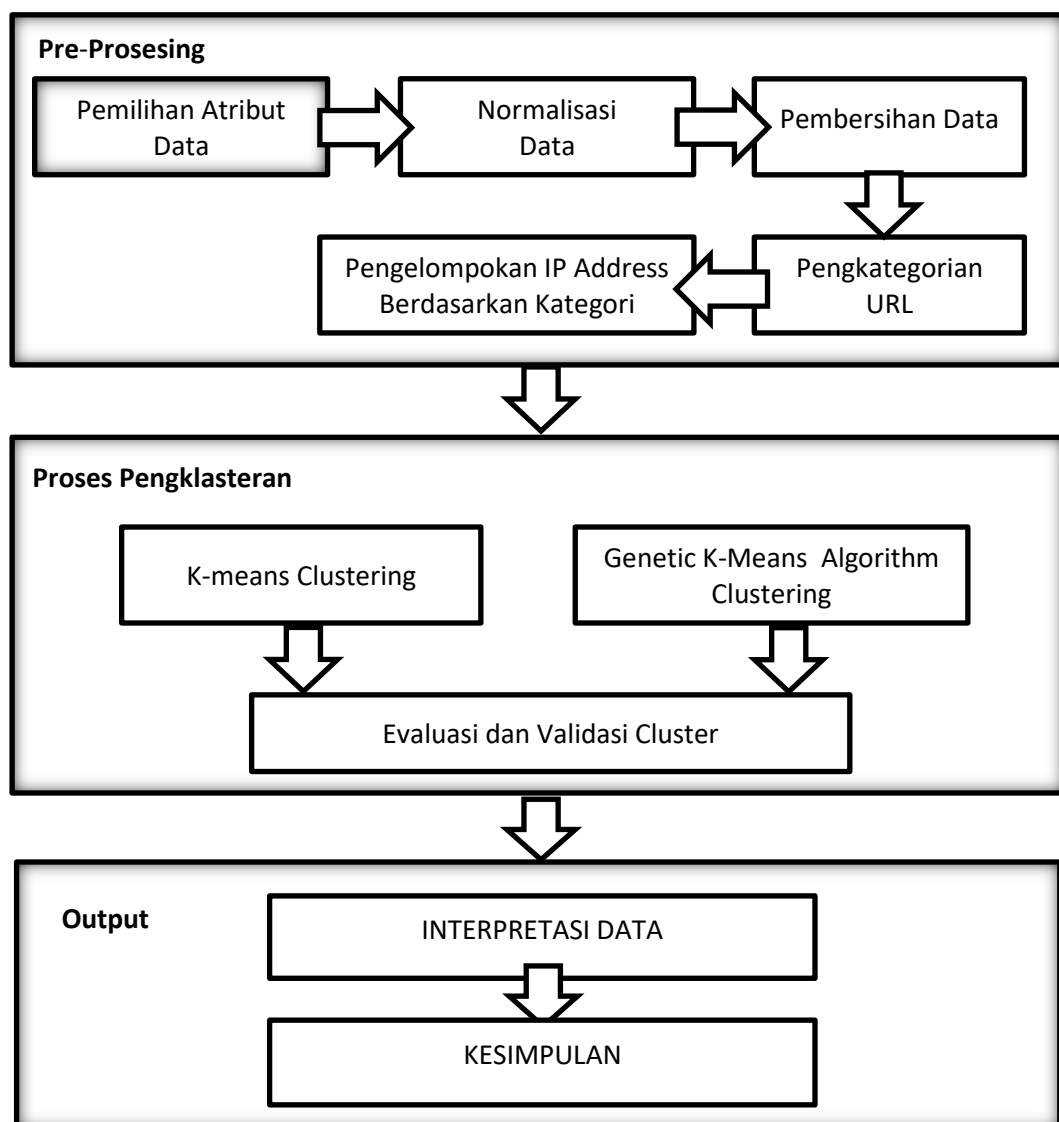 Pre-Prosesing
Pemilihan Atribut
Data
Normalisasi
Data
Pembersihan Data
Pengkategorian
URL
Pengelompokan IP Address
Berdasarkan Kategori
Proses Pengklasteran
K-means Clustering
Genetic K-Means Algorithm
Clustering
Evaluasi dan Validasi Cluster
Output
INTERPRETASI DATA
KESIMPULAN